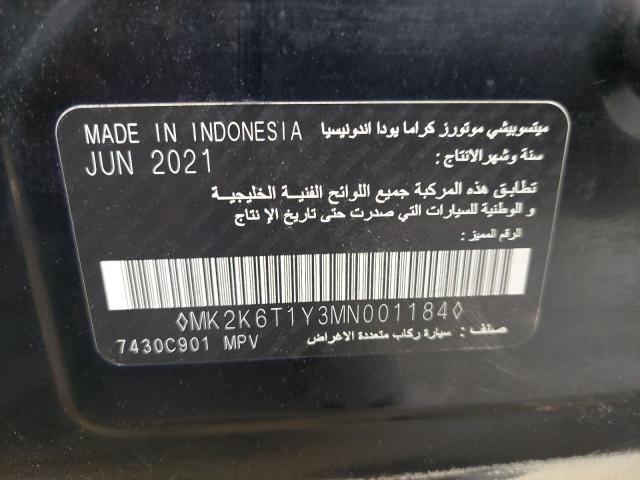 MADE IN INDONESIA ميتسوبيشي موتورز كراما يودا اندونيسيا
JUN 2021 سنة وشهر الانتاج :
تطابق هذه المركبة جميع اللوائح الفنية الخليجية
و الوطنية للسيارات التي صدرت حتى تاريخ الإ نتاج
الرقم المميز :
◊MK2K6T1Y3MN001184◊
7430C901 MPV صنف : سيارة ركاب متعددة الاغراض